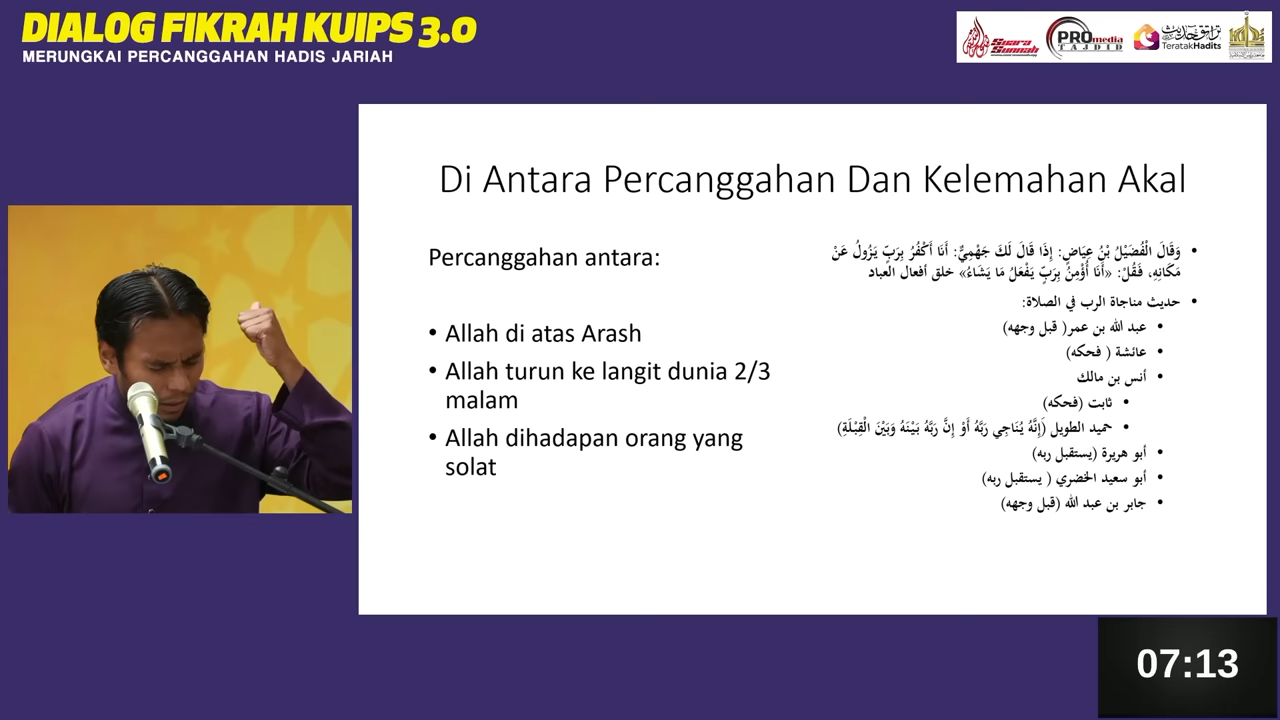 DIALOG FIKRAH KUIPS 3.0
MERUNGKAI PERCANGGAHAN HADIS JARIAH
Suara
Sunnah
PROmedia
TAJDID
TeratakHadits
Di Antara Percanggahan Dan Kelemahan Akal
Percanggahan antara:
• Allah di atas Arash
• Allah turun ke langit dunia 2/3
malam
• Allah dihadapan orang yang
solat
• وَقَالَ الْفُضَيْلُ بْنُ عِيَاضٍ: إِذَا قَالَ لَكَ جَهْمِيٌّ: أَنَا أَكْفُرُ بِرَبٍّ يَزُولُ عَنْ
مَكَانِهِ، فَقُلْ: «أَنَا أُؤْمِنُ بِرَبٍّ يَفْعَلُ مَا يَشَاءُ» خلق أفعال العباد
• حديث مناجاة الرب في الصلاة:
• عبد الله بن عمر( قبل وجهه)
• عائشة ( فحكه)
• أنس بن مالك
• ثابت (فحكه)
• حميد الطويل (إِنَّهُ يُنَاجِي رَبَّهُ أَوْ إِنَّ رَبَّهُ بَيْنَهُ وَبَيْنَ الْقِبْلَةِ)
• أبو هريرة (يستقبل ربه)
• أبو سعيد الخضري ( يستقبل ربه)
• جابر بن عبد الله (قبل وجهه)
07:13